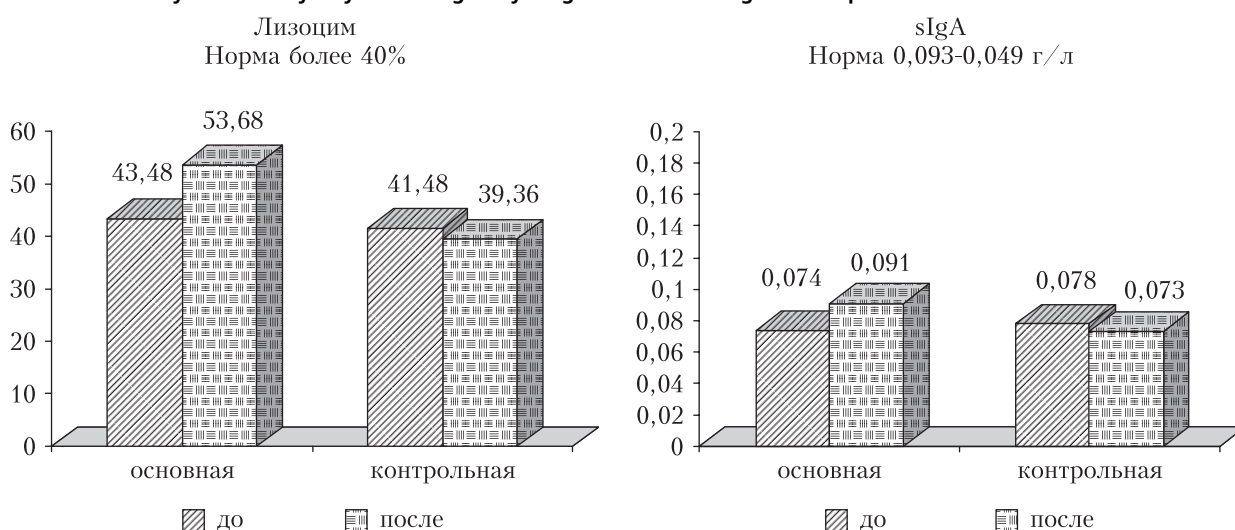 Лизоцим
Норма более 40%
60
50
40
30
20
10
0
43,48
53,68
41,48
39,36
основная
контрольная
до
после
sIgA
Норма 0,093-0,049 г/л
0,2
0,18
0,16
0,14
0,12
0,1
0,08
0,06
0,04
0,02
0
0,074
0,091
0,078
0,073
основная
контрольная
до
после